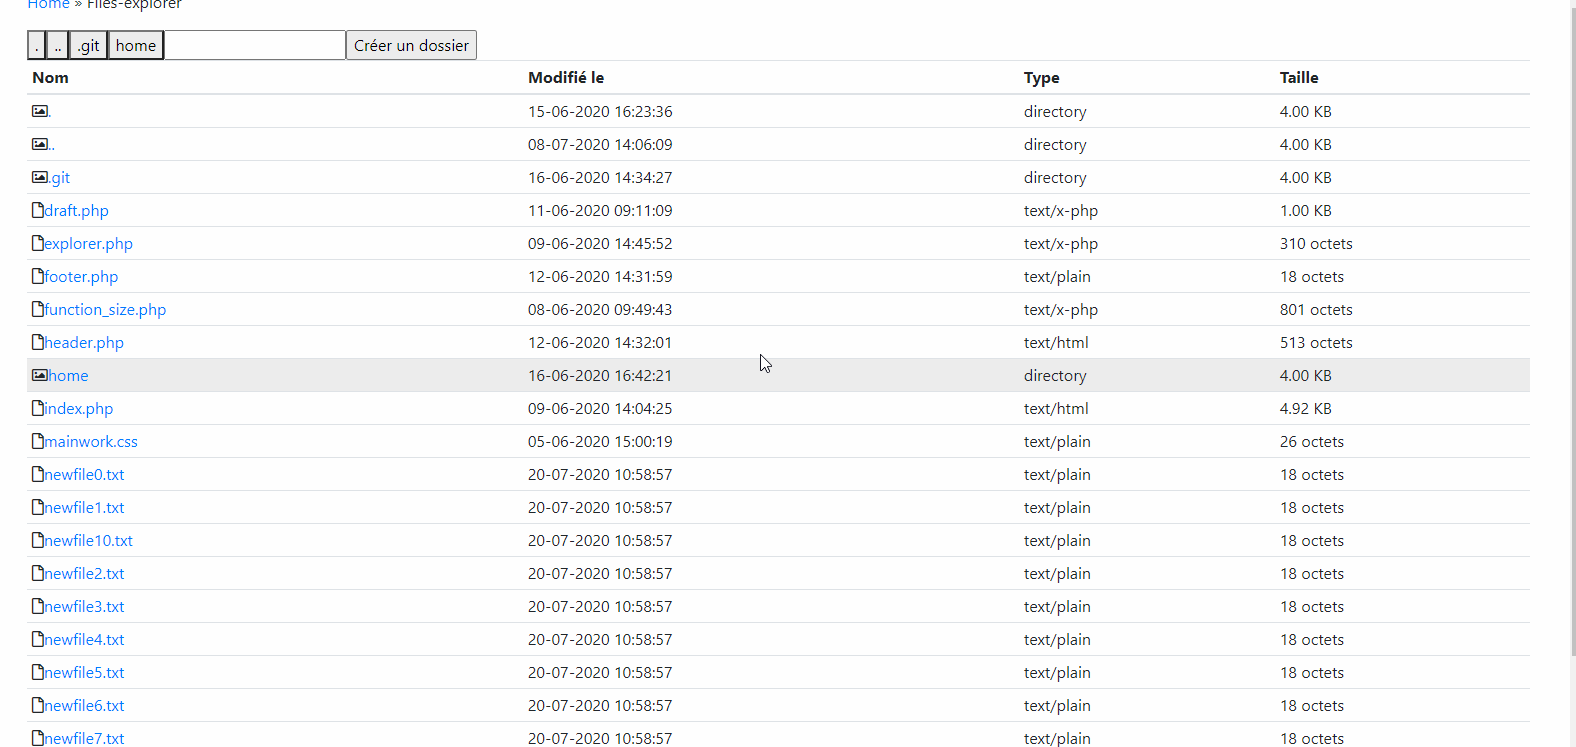 Home » Files-explorer
. .. .git home Créer un dossier
Nom Modifié le Type Taille
. 15-06-2020 16:23:36 directory 4.00 KB
.. 08-07-2020 14:06:09 directory 4.00 KB
.git 16-06-2020 14:34:27 directory 4.00 KB
draft.php 11-06-2020 09:11:09 text/x-php 1.00 KB
explorer.php 09-06-2020 14:45:52 text/x-php 310 octets
footer.php 12-06-2020 14:31:59 text/plain 18 octets
function_size.php 08-06-2020 09:49:43 text/x-php 801 octets
header.php 12-06-2020 14:32:01 text/html 513 octets
home 16-06-2020 16:42:21 directory 4.00 KB
index.php 09-06-2020 14:04:25 text/html 4.92 KB
mainwork.css 05-06-2020 15:00:19 text/plain 26 octets
newfile0.txt 20-07-2020 10:58:57 text/plain 18 octets
newfile1.txt 20-07-2020 10:58:57 text/plain 18 octets
newfile10.txt 20-07-2020 10:58:57 text/plain 18 octets
newfile2.txt 20-07-2020 10:58:57 text/plain 18 octets
newfile3.txt 20-07-2020 10:58:57 text/plain 18 octets
newfile4.txt 20-07-2020 10:58:57 text/plain 18 octets
newfile5.txt 20-07-2020 10:58:57 text/plain 18 octets
newfile6.txt 20-07-2020 10:58:57 text/plain 18 octets
newfile7.txt 20-07-2020 10:58:57 text/plain 18 octets